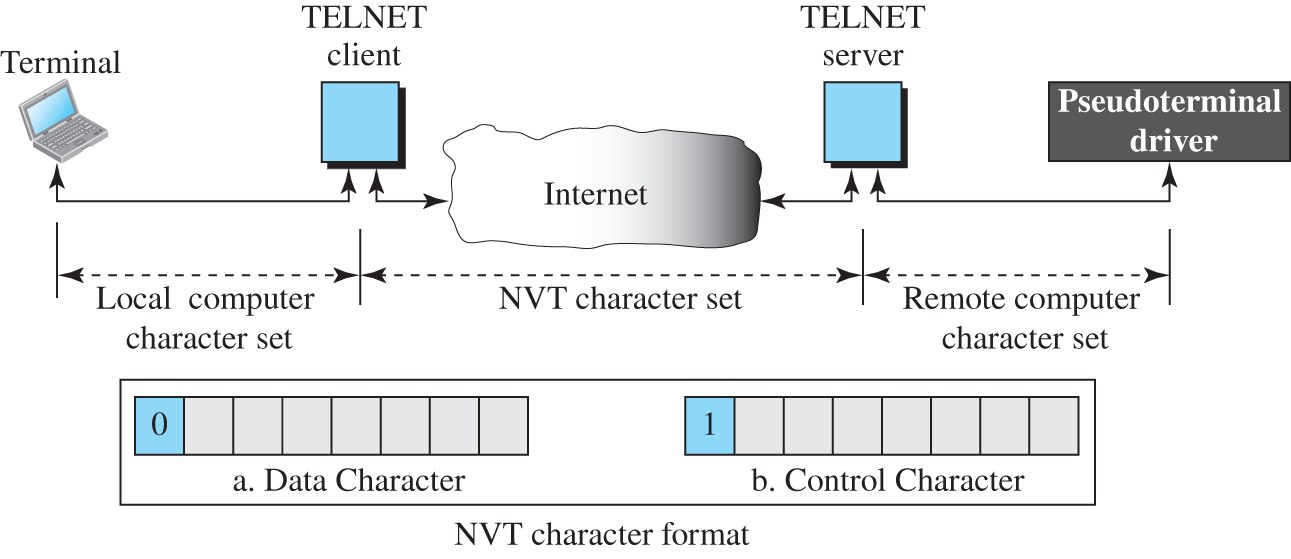 TELNET
client
TELNET
server
Terminal
Pseudoterminal
driver
Internet
Local computer
character set
NVT character set
Remote computer
character set
0
1
a. Data Character
b. Control Character
NVT character format